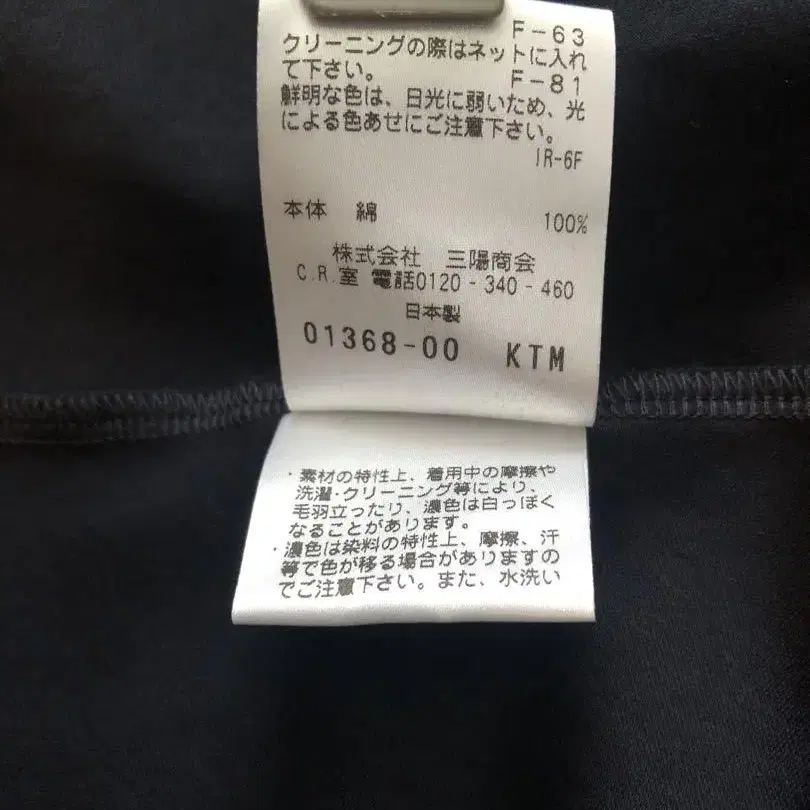 F-63
クリーニングの際はネットに入れ
て下さい。 F-81
鮮明な色は、日光に弱いため、光
による色あせにご注意下さい。
IR-6F
本体 綿 100%
株式会社 三陽商会
C.R.室 電話0120-340-460
日本製
01368-00 KTM
・素材の特性上、着用中の摩擦や
洗濯・クリーニング等により、
毛羽立ったり、濃色は白っぽく
なることがあります。
・濃色は染料の特性上、摩擦、汗
等で色が移る場合がありますの
でご注意下さい。また、水洗い